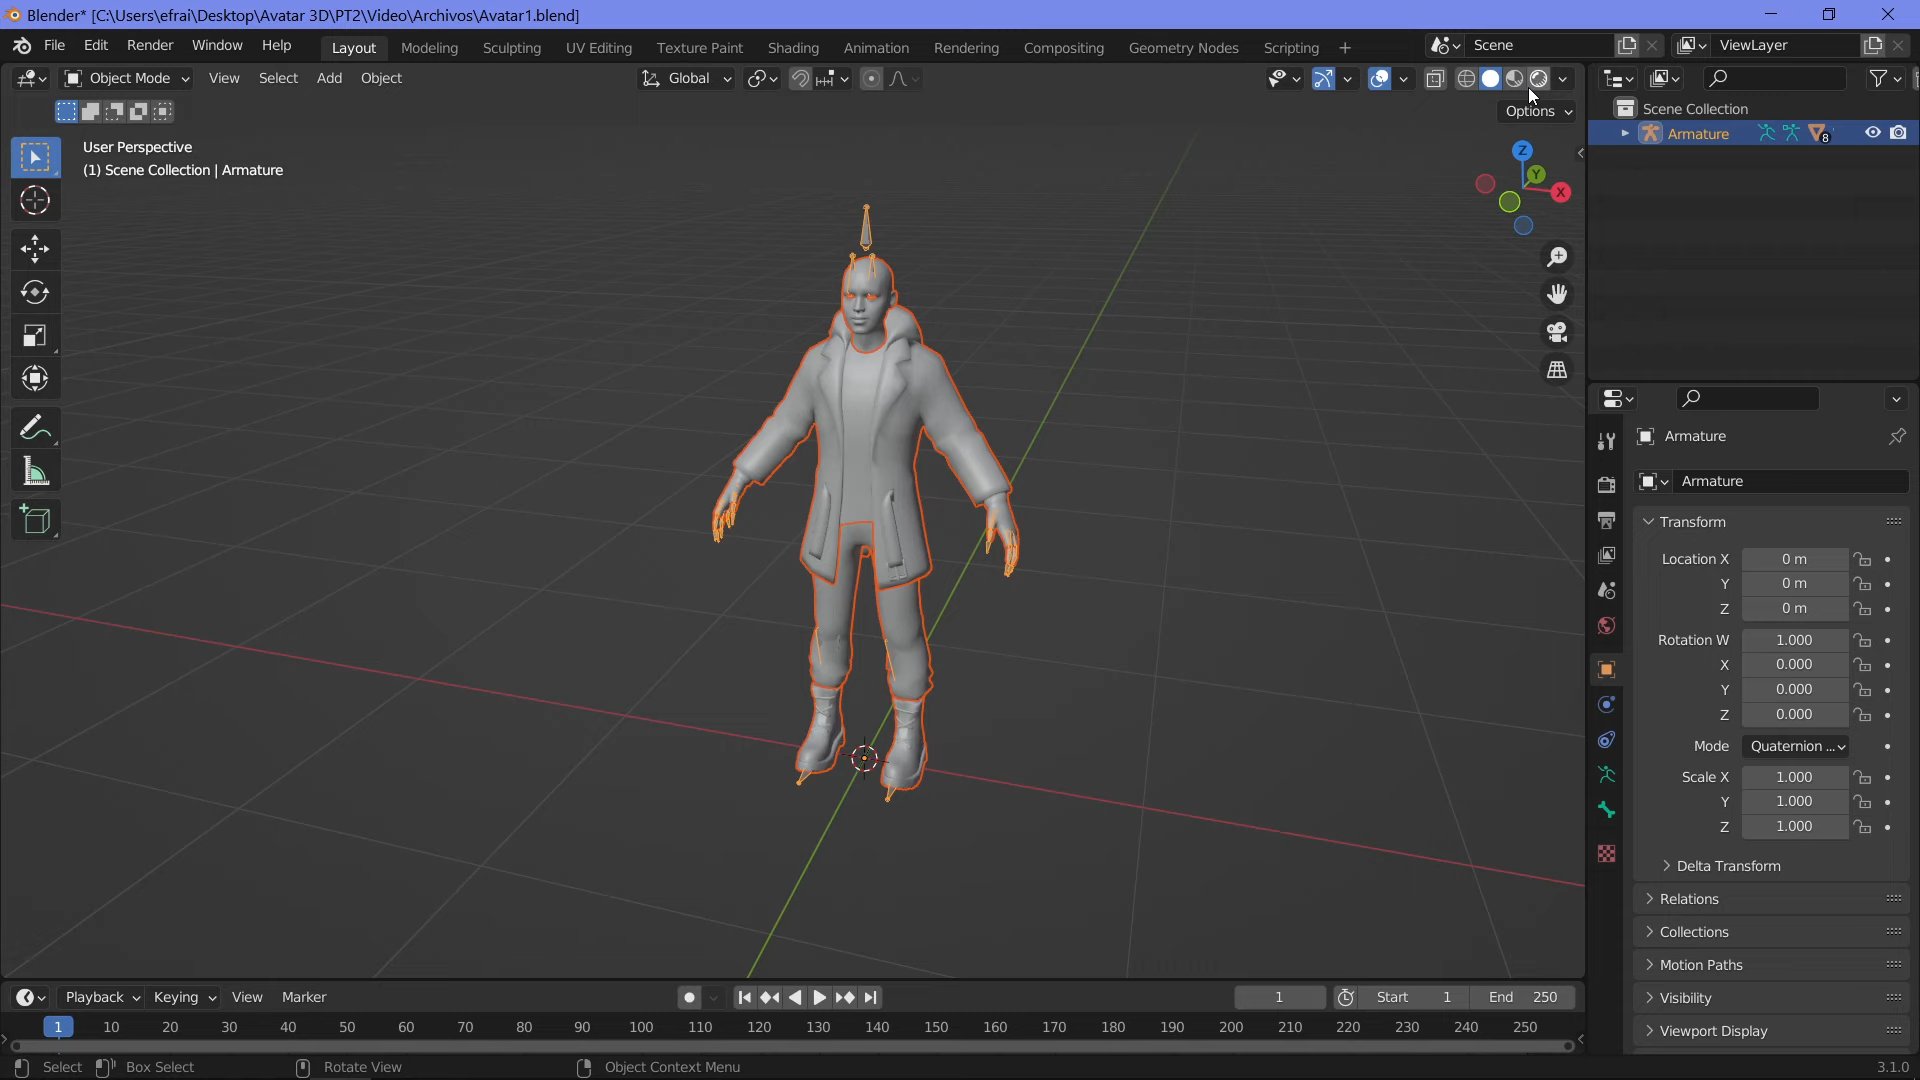 Blender* [C:\Users\efrai\Desktop\Avatar 3D\PT2\Video\Archivos\Avatar1.blend]
File Edit Render Window Help Layout Modeling Sculpting UV Editing Texture Paint Shading Animation Rendering Compositing Geometry Nodes Scripting + Scene ViewLayer
Object Mode View Select Add Object Global
Options
User Perspective
(1) Scene Collection | Armature
Z
Y
X
Scene Collection
Armature 8
Armature
Armature
Transform
Location X 0 m
Y 0 m
Z 0 m
Rotation W 1.000
X 0.000
Y 0.000
Z 0.000
Mode Quaternion ...
Scale X 1.000
Y 1.000
Z 1.000
Delta Transform
Relations
Collections
Motion Paths
Visibility
Viewport Display
Playback Keying View Marker 1 Start 1 End 250
1 10 20 30 40 50 60 70 80 90 100 110 120 130 140 150 160 170 180 190 200 210 220 230 240 250
Select Box Select Rotate View Object Context Menu 3.1.0